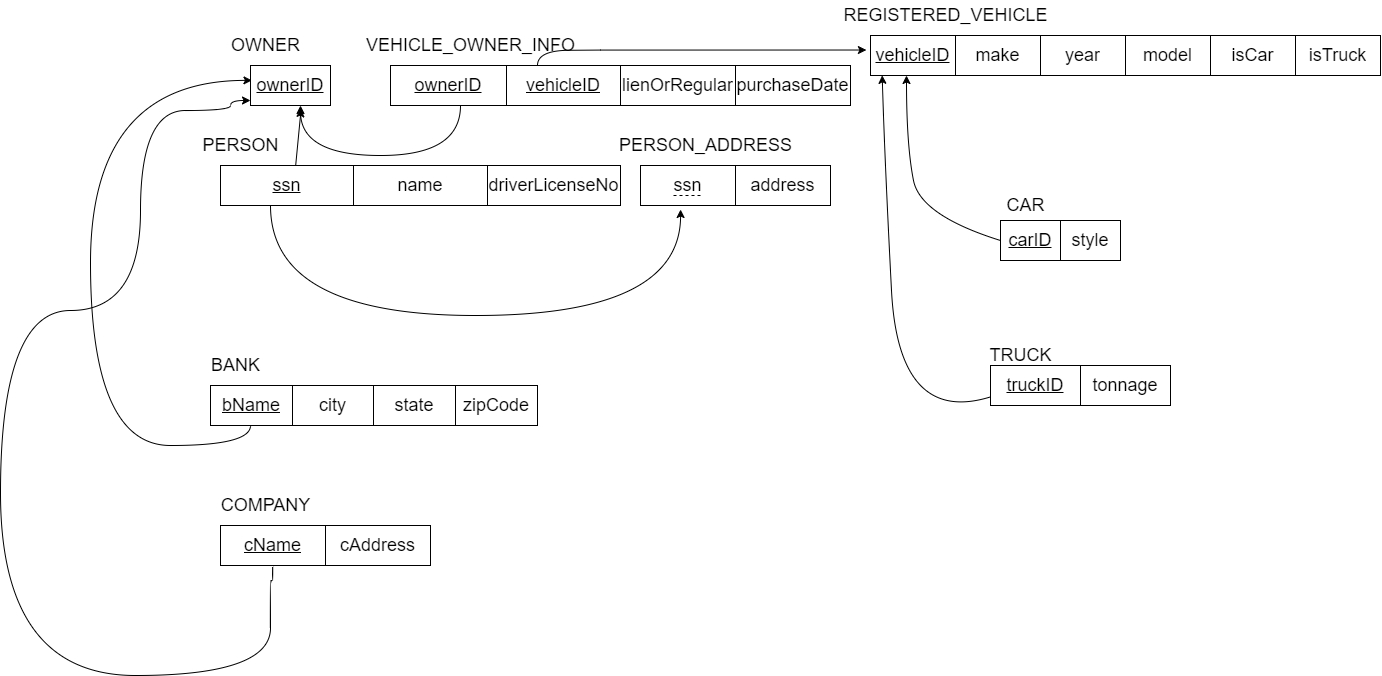 REGISTERED_VEHICLE
vehicleID make year model isCar isTruck
OWNER
ownerID
VEHICLE_OWNER_INFO
ownerID vehicleID lienOrRegular purchaseDate
PERSON
ssn name driverLicenseNo
PERSON_ADDRESS
ssn address
CAR
carID style
TRUCK
truckID tonnage
BANK
bName city state zipCode
COMPANY
cName cAddress